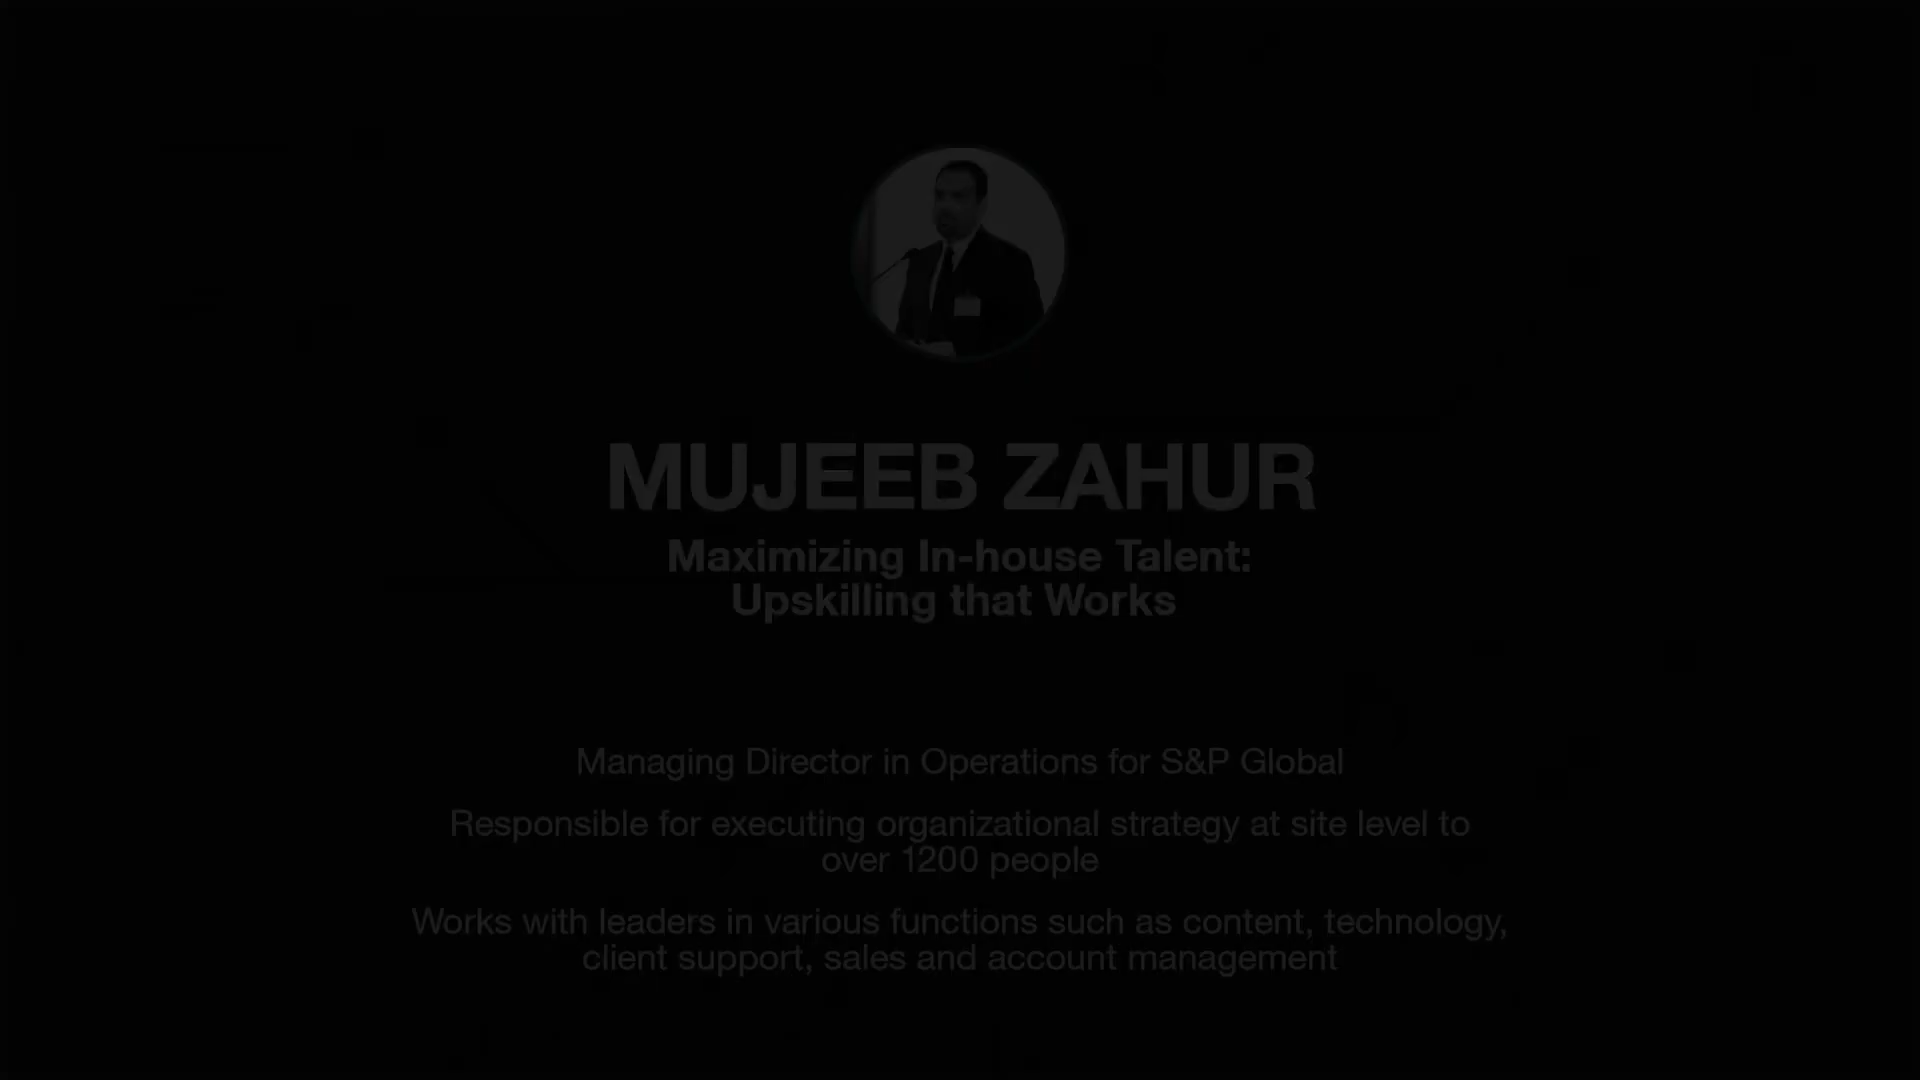 MUJEEB ZAHUR
Maximizing In-house Talent:
Upskilling that Works
Managing Director in Operations for S&P Global
Responsible for executing organizational strategy at site level to
over 1200 people
Works with leaders in various functions such as content, technology,
client support, sales and account management